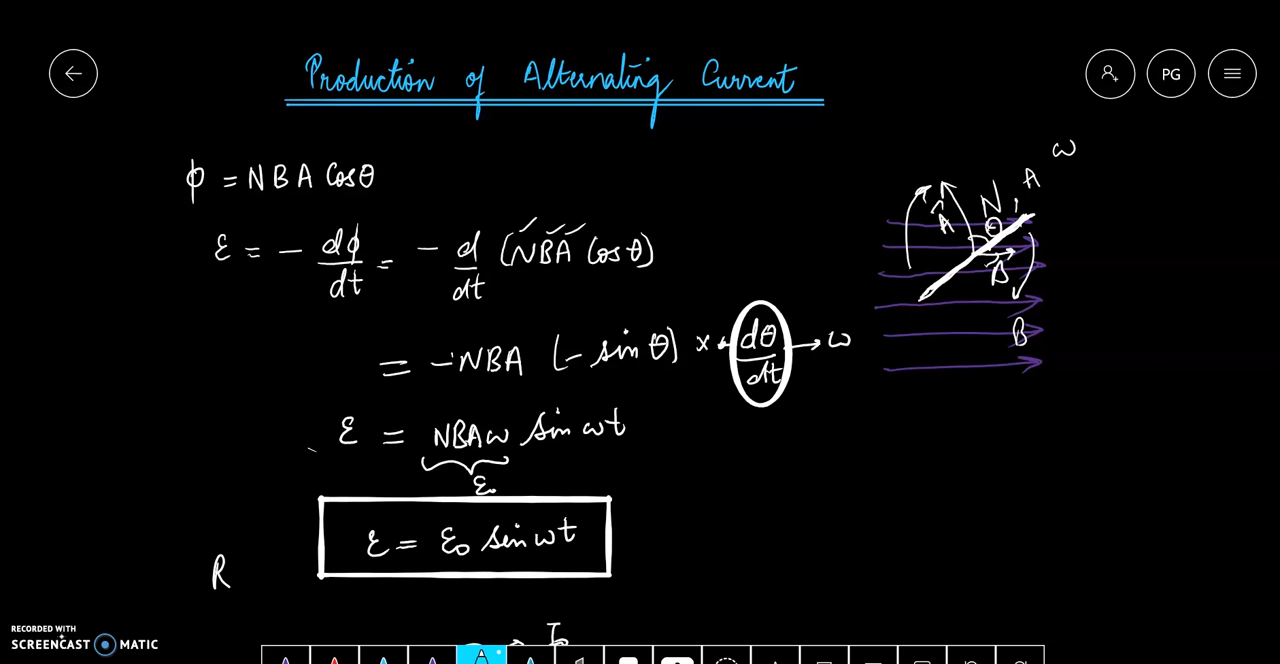 Production of Alternating Current
PG
ϕ = NBA Cosθ
ε = - dϕ/dt = - d/dt (NBA Cosθ)
= -NBA (- sinθ) × dθ/dt → ω
ε = NBAω sin ωt
ε₀
ε = ε₀ sin ωt
R
I₀
ω
A
N
θ
Â
B
B
RECORDED WITH
SCREENCAST MATIC